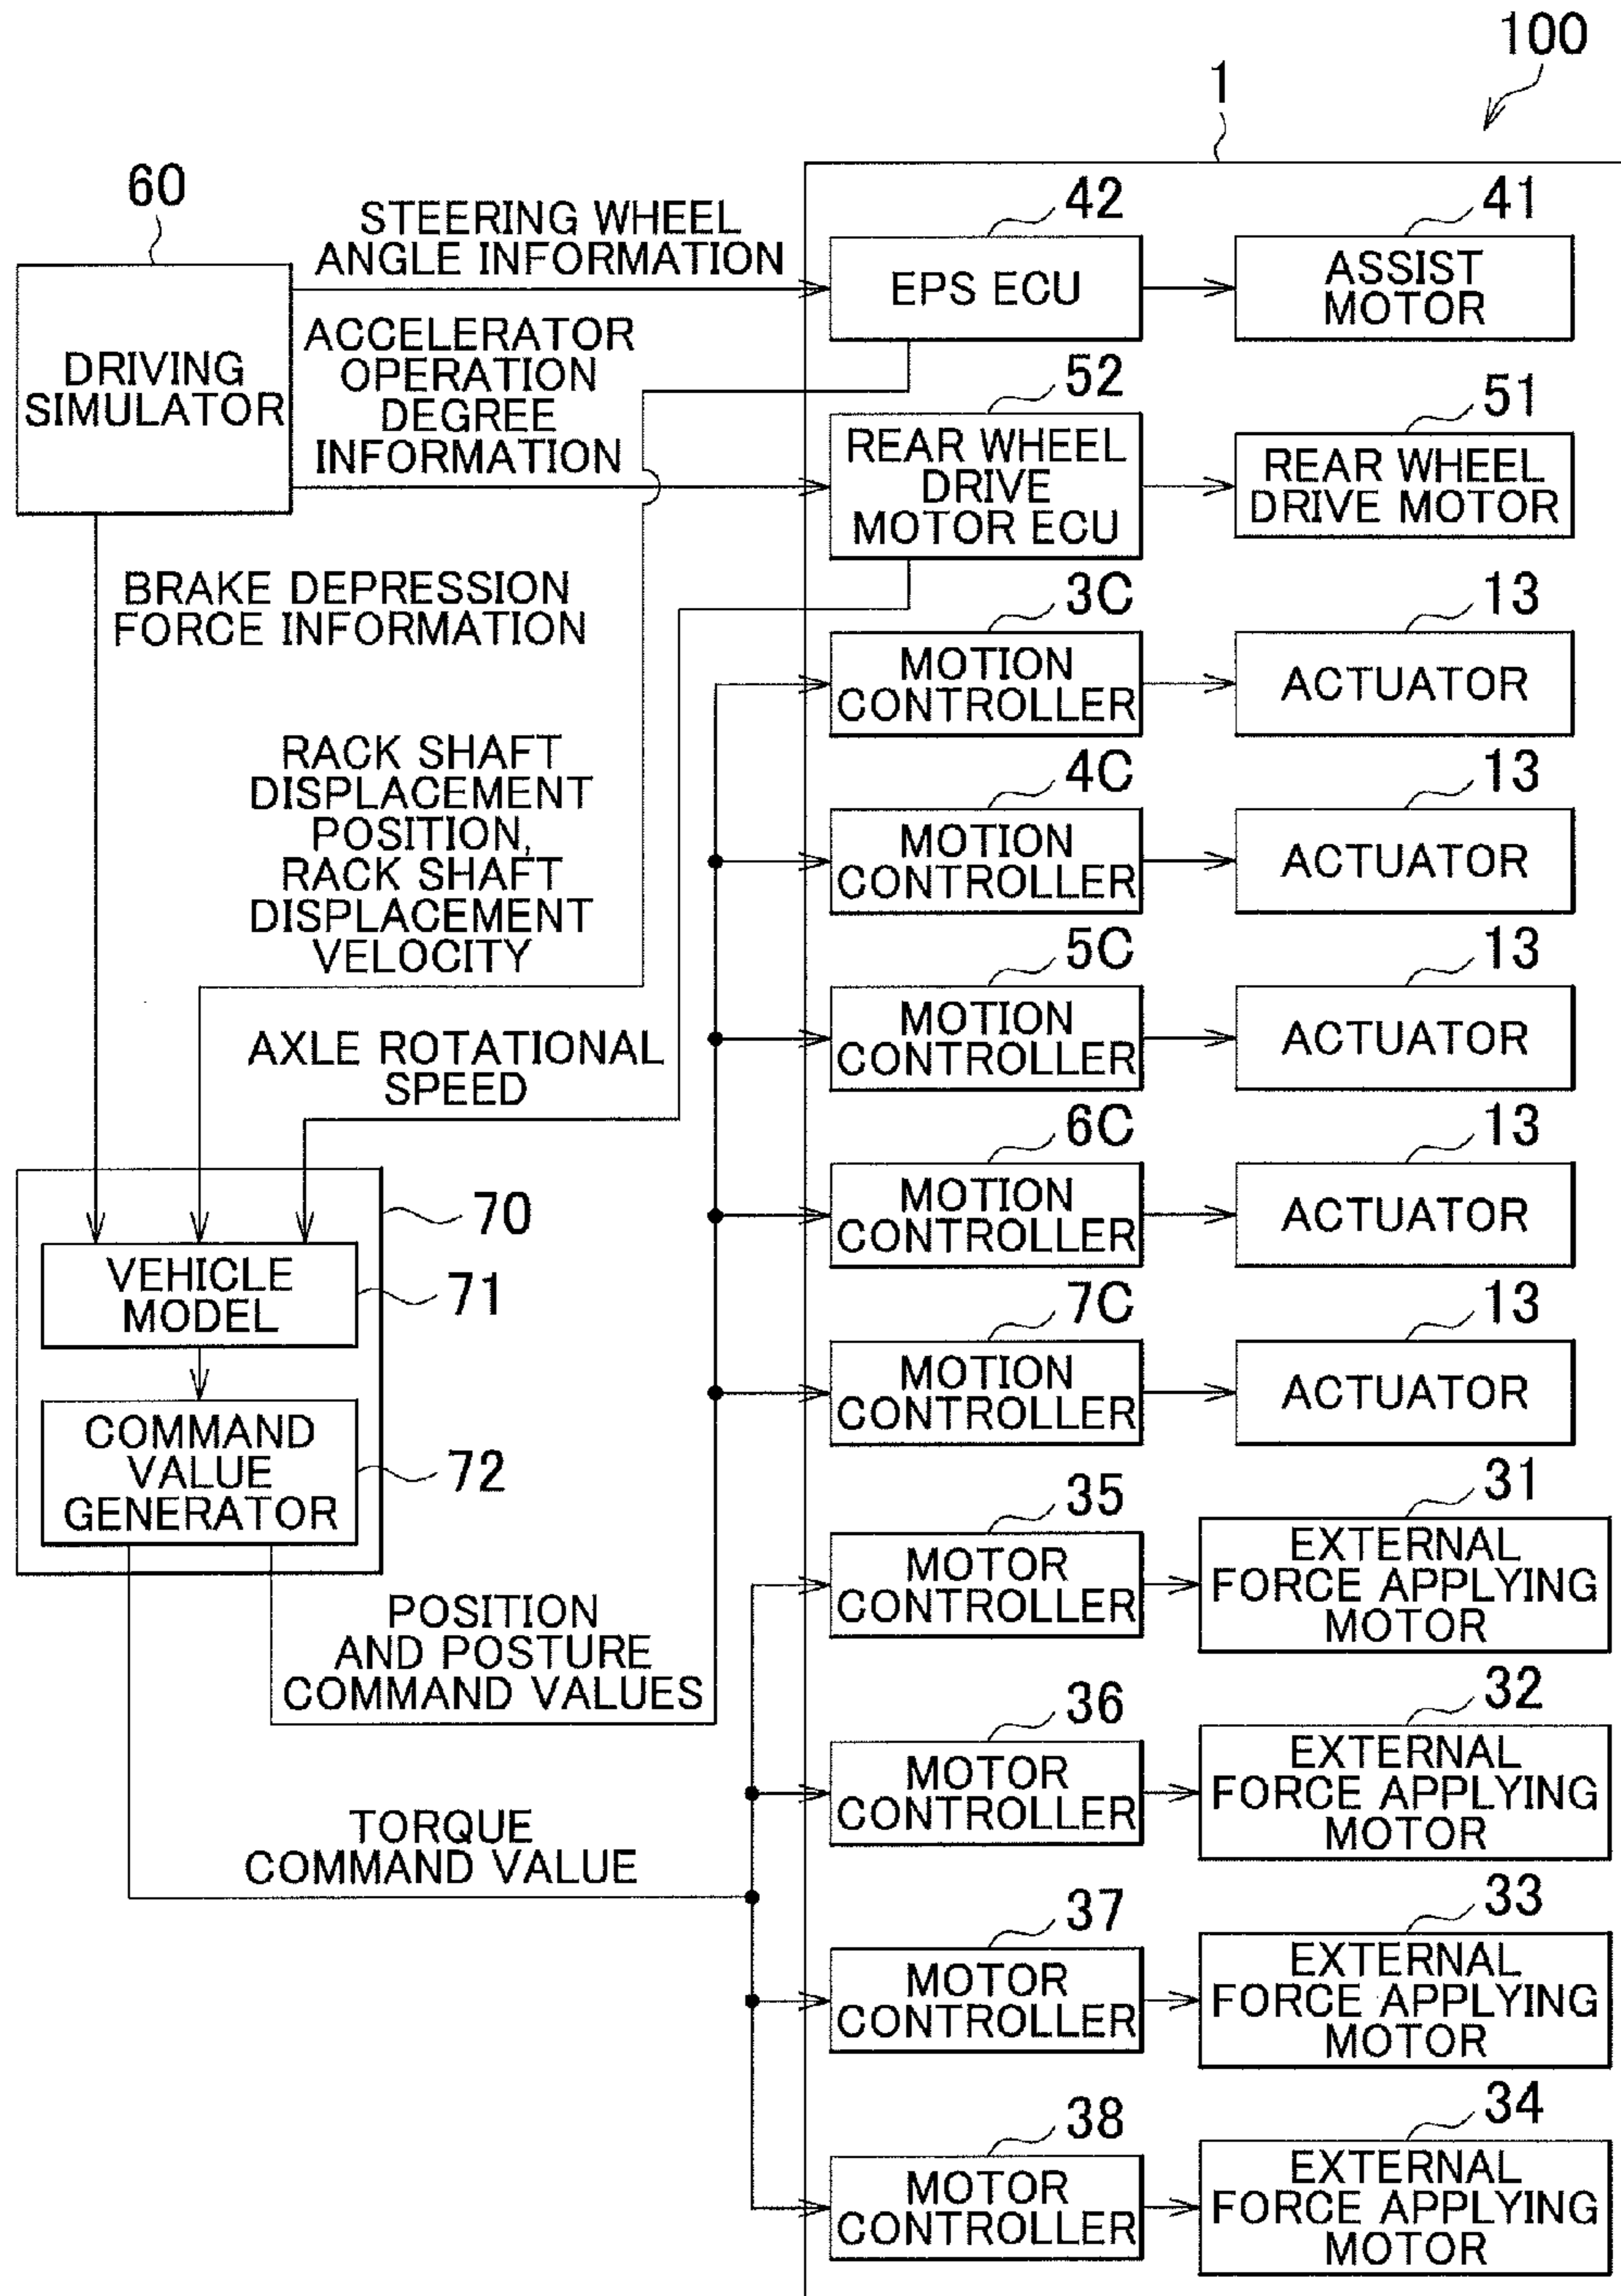 100
1
60
STEERING WHEEL
ANGLE INFORMATION
42
EPS ECU
41
ASSIST
MOTOR
DRIVING
SIMULATOR
ACCELERATOR
OPERATION
DEGREE
INFORMATION
52
REAR WHEEL
DRIVE
MOTOR ECU
51
REAR WHEEL
DRIVE MOTOR
BRAKE DEPRESSION
FORCE INFORMATION
3C
MOTION
CONTROLLER
13
ACTUATOR
RACK SHAFT
DISPLACEMENT
POSITION,
RACK SHAFT
DISPLACEMENT
VELOCITY
4C
MOTION
CONTROLLER
13
ACTUATOR
5C
MOTION
CONTROLLER
13
ACTUATOR
AXLE ROTATIONAL
SPEED
6C
MOTION
CONTROLLER
13
ACTUATOR
70
VEHICLE
MODEL
71
7C
MOTION
CONTROLLER
13
ACTUATOR
COMMAND
VALUE
GENERATOR
72
35
MOTOR
CONTROLLER
31
EXTERNAL
FORCE APPLYING
MOTOR
POSITION
AND POSTURE
COMMAND VALUES
36
MOTOR
CONTROLLER
32
EXTERNAL
FORCE APPLYING
MOTOR
TORQUE
COMMAND VALUE
37
MOTOR
CONTROLLER
33
EXTERNAL
FORCE APPLYING
MOTOR
38
MOTOR
CONTROLLER
34
EXTERNAL
FORCE APPLYING
MOTOR